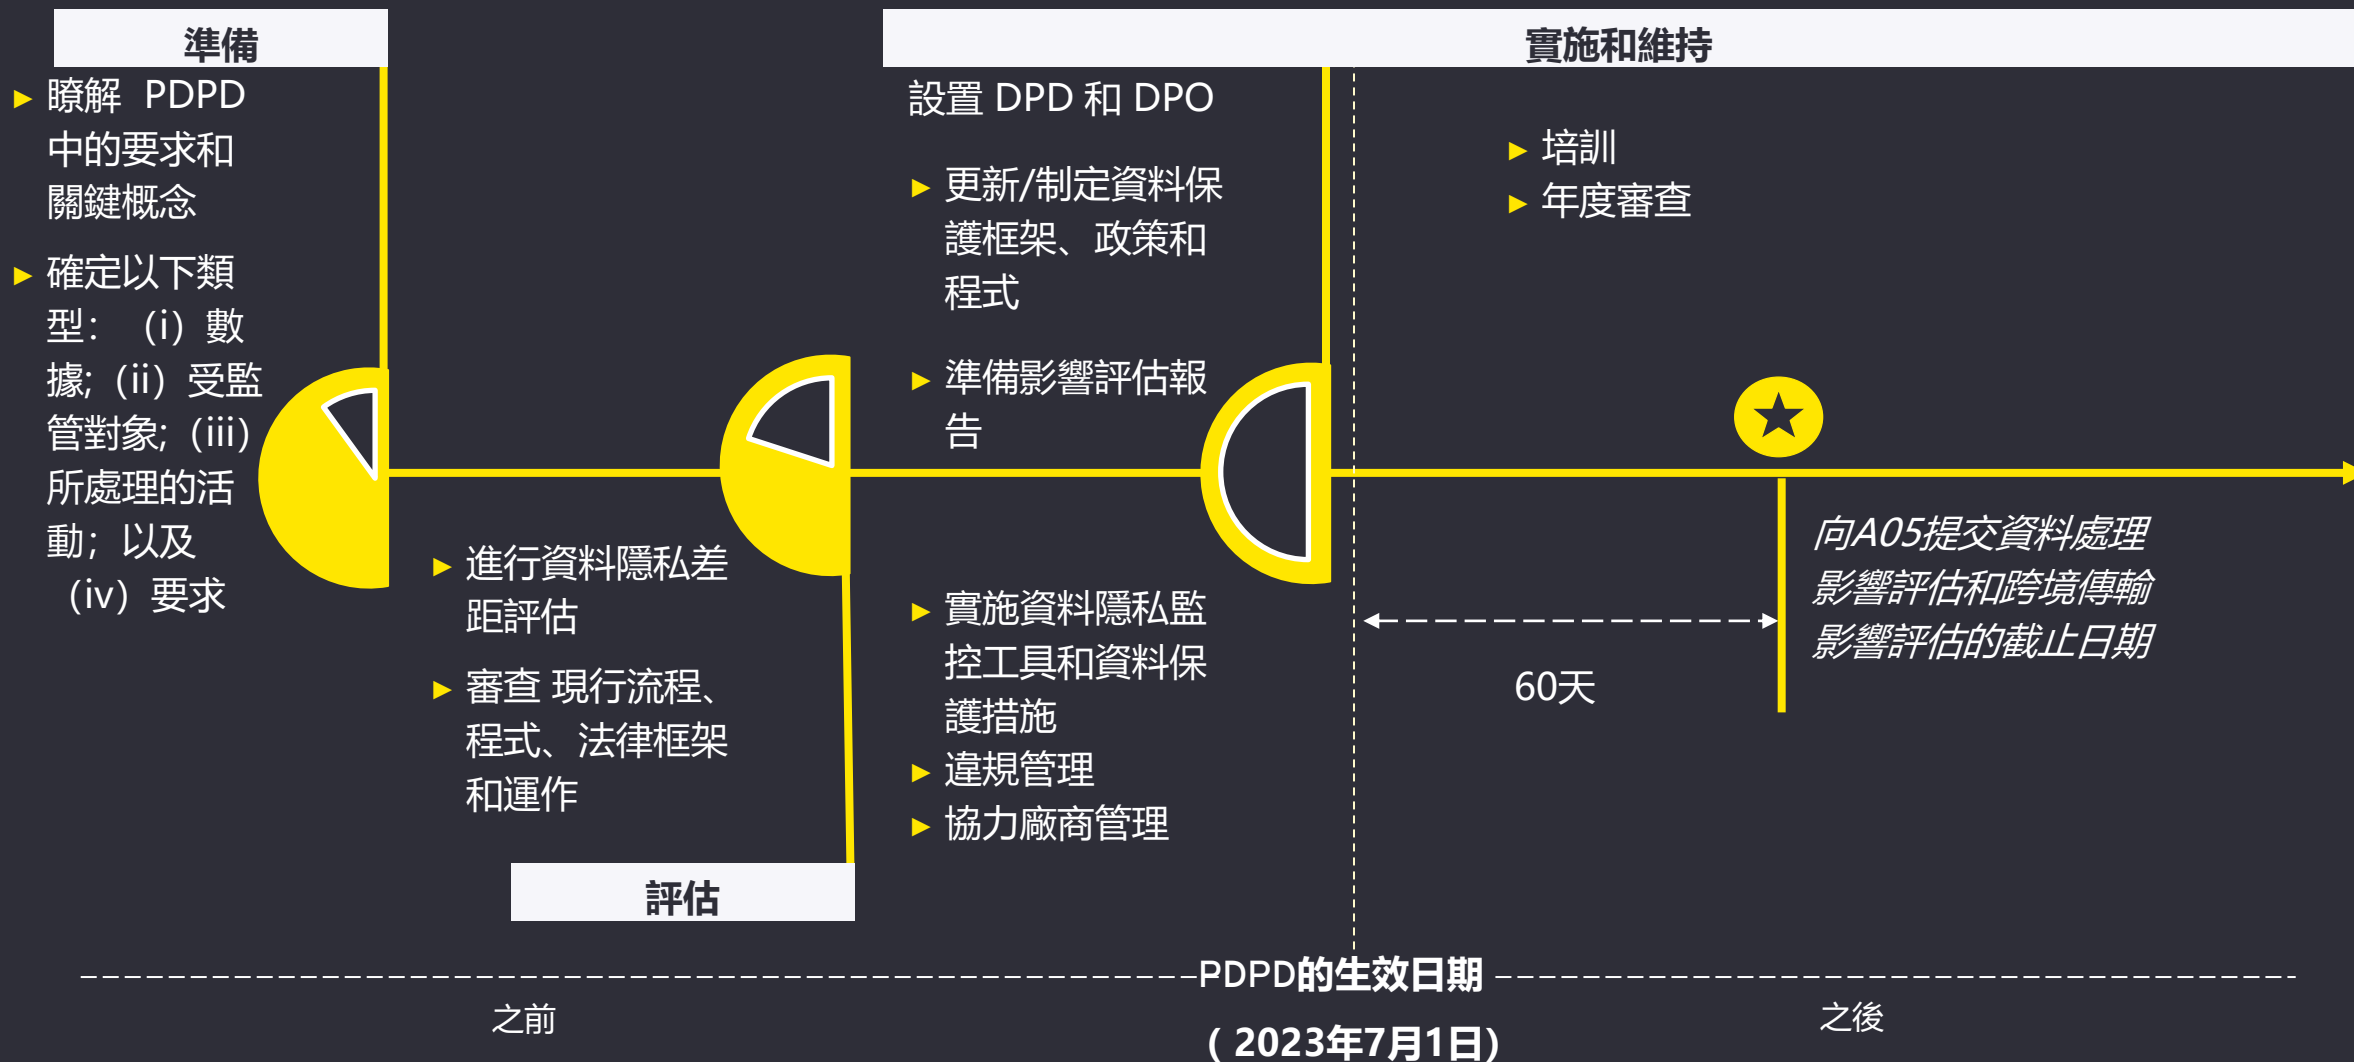 準備
瞭解 PDPD
中的要求和
關鍵概念
確定以下類
型：（i）數
據;（ii）受監
管對象;（iii）
所處理的活
動；以及
（iv）要求
進行資料隱私差
距評估
審查 現行流程、
程式、法律框架
和運作
評估
實施和維持
設置 DPD 和 DPO
更新/制定資料保
護框架、政策和
程式
準備影響評估報
告
實施資料隱私監
控工具和資料保
護措施
違規管理
協力廠商管理
培訓
年度審查
60天
向A05提交資料處理
影響評估和跨境傳輸
影響評估的截止日期
PDPD的生效日期
（ 2023年7月1日）
之前
之後